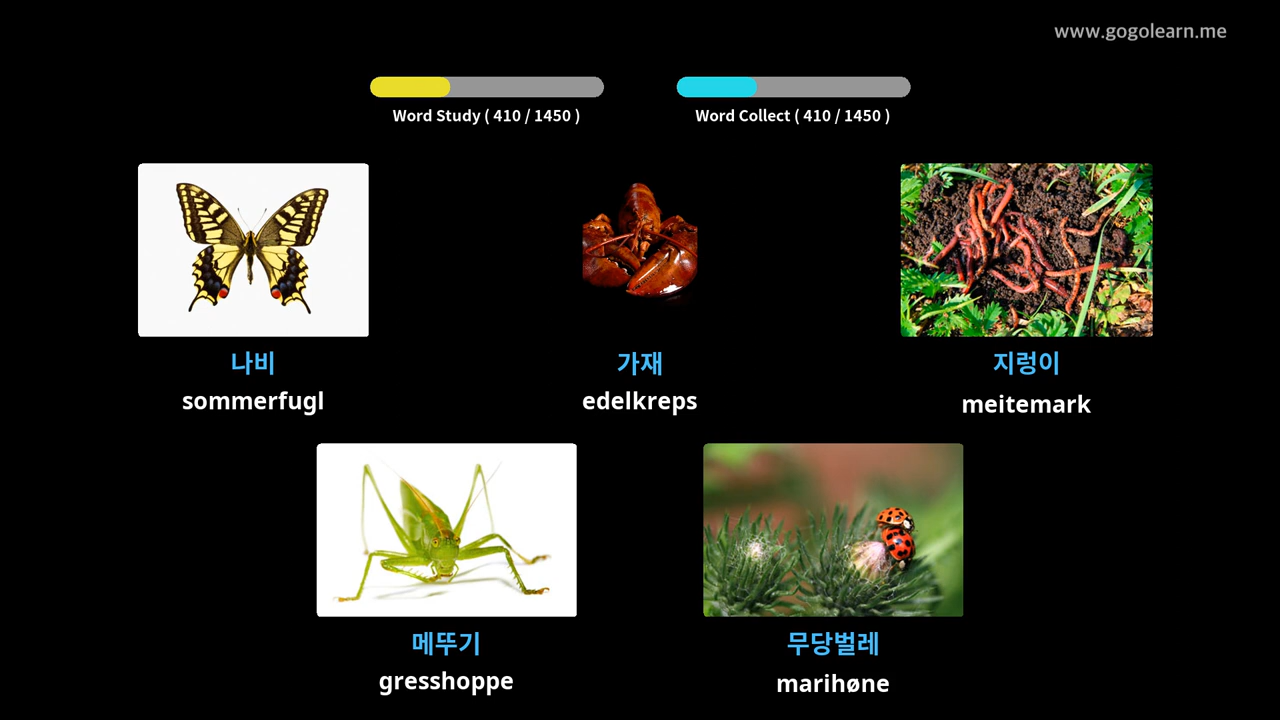 www.gogolearn.me
Word Study ( 410 / 1450 )
Word Collect ( 410 / 1450 )
나비
sommerfugl
가재
edelkreps
지렁이
meitemark
메뚜기
gresshoppe
무당벌레
marihøne